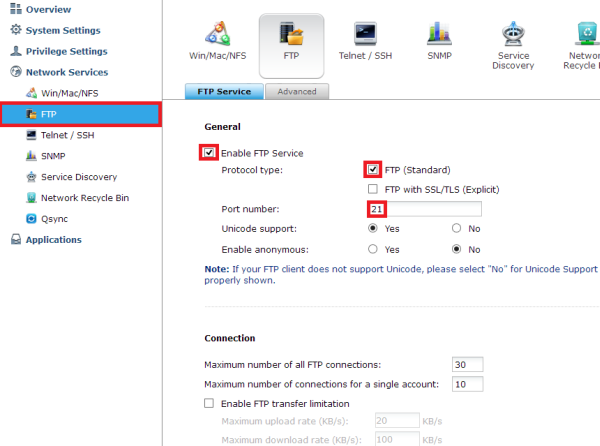 Overview
System Settings
Privilege Settings
Network Services
Win/Mac/NFS
FTP
Telnet / SSH
SNMP
Service Discovery
Network Recycle Bin
Qsync
Applications
Win/Mac/NFS
FTP
Telnet / SSH
SNMP
Service
Discovery
Networ
Recycle
FTP Service
Advanced
General
Enable FTP Service
Protocol type:
FTP (Standard)
FTP with SSL/TLS (Explicit)
Port number:
21
Unicode support:
Yes
No
Enable anonymous:
Yes
No
Note: If your FTP client does not support Unicode, please select "No" for Unicode Support
properly shown.
Connection
Maximum number of all FTP connections:
30
Maximum number of connections for a single account:
10
Enable FTP transfer limitation
Maximum upload rate (KB/s):
20
KB/s
Maximum download rate (KB/s):
100
KB/s